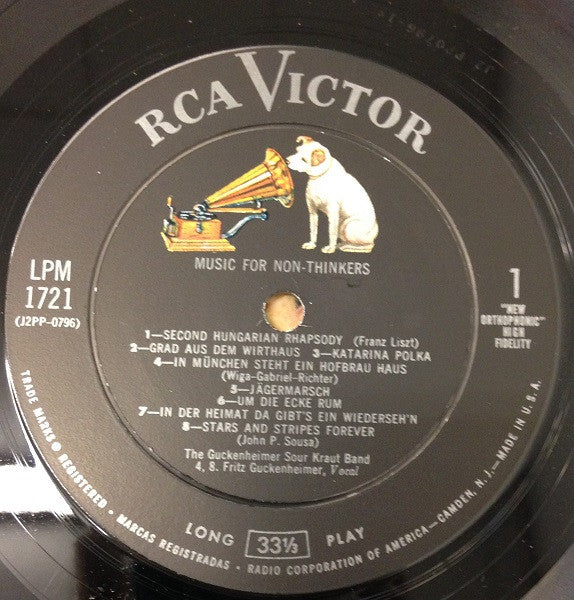 RCA VICTOR
MUSIC FOR NON-THINKERS
LPM
1721
(J2PP-0796)
1
"NEW
ORTHOPHONIC"
HIGH
FIDELITY
1—SECOND HUNGARIAN RHAPSODY (Franz Liszt)
2—GRAD AUS DEM WIRTHAUS 3—KATARINA POLKA
4—IN MÜNCHEN STEHT EIN HOFBRAU HAUS
(Wiga-Gabriel-Richter)
5—JÄGERMARSCH
6—UM DIE ECKE RUM
7—IN DER HEIMAT DA GIBT'S EIN WIEDERSEH'N
8—STARS AND STRIPES FOREVER
(John P. Sousa)
The Guckenheimer Sour Kraut Band
4, 8. Fritz Guckenheimer, Vocal
LONG 33⅓ PLAY
TRADE MARKS ® REGISTERED • MARCAS REGISTRADAS • RADIO CORPORATION OF AMERICA—CAMDEN, N. J.—MADE IN U.S.A.